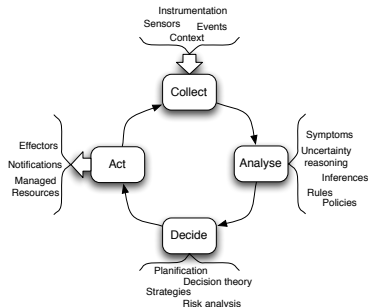 Instrumentation
Sensors Events
Context
Collect
Symptoms
Uncertainty
reasoning
Inferences
Rules
Policies
Analyse
Effectors
Notifications
Managed
Resources
Act
Decide
Planification
Decision theory
Strategies
Risk analysis